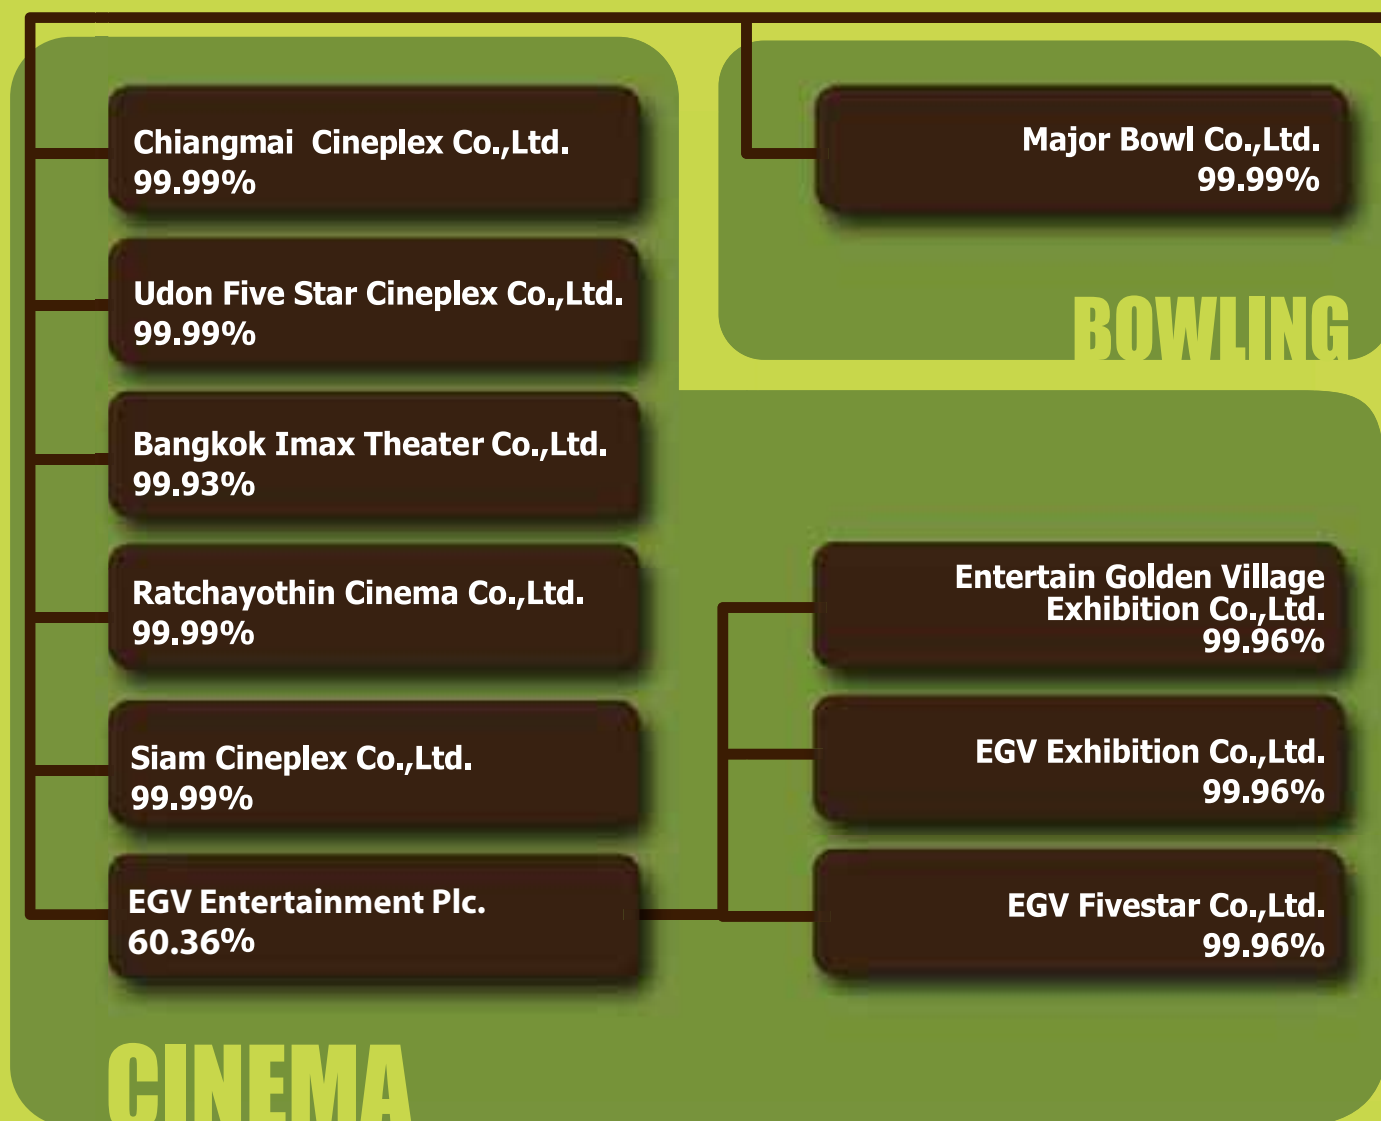 Chiangmai Cineplex Co.,Ltd.
99.99%
Udon Five Star Cineplex Co.,Ltd.
99.99%
Bangkok Imax Theater Co.,Ltd.
99.93%
Ratchayothin Cinema Co.,Ltd.
99.99%
Siam Cineplex Co.,Ltd.
99.99%
EGV Entertainment Plc.
60.36%
CINEMA
Major Bowl Co.,Ltd.
99.99%
BOWLING
Entertain Golden Village
Exhibition Co.,Ltd.
99.96%
EGV Exhibition Co.,Ltd.
99.96%
EGV Fivestar Co.,Ltd.
99.96%